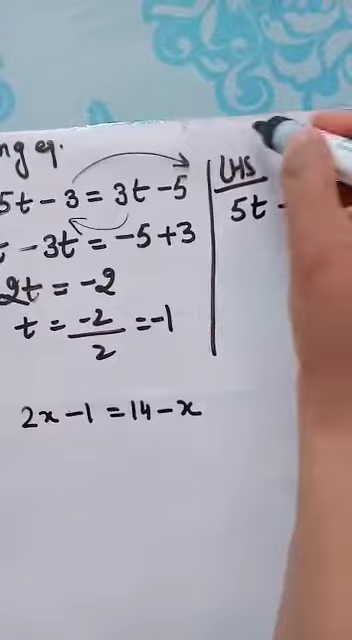 ng eq.
5t - 3 = 3t - 5
t - 3t = -5 + 3
2t = -2
t = -2/2 = -1
2x - 1 = 14 - x
LHS
5t -